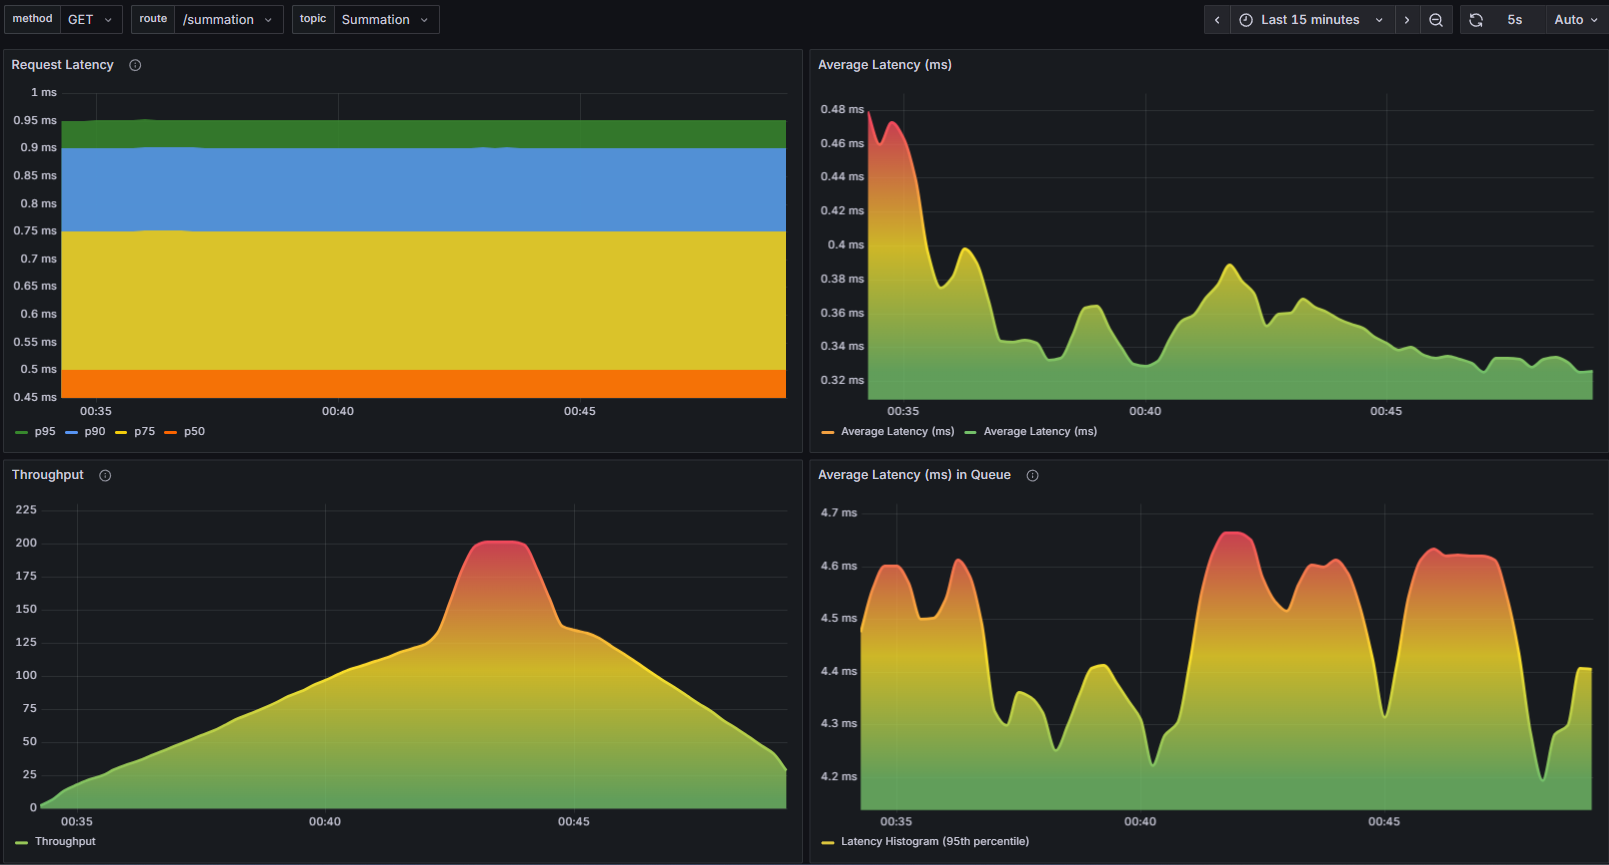 method GET route /summation topic Summation Last 15 minutes 5s Auto
Request Latency
1 ms
0.95 ms
0.9 ms
0.85 ms
0.8 ms
0.75 ms
0.7 ms
0.65 ms
0.6 ms
0.55 ms
0.5 ms
0.45 ms
00:35 00:40 00:45
p95 p90 p75 p50
Average Latency (ms)
0.48 ms
0.46 ms
0.44 ms
0.42 ms
0.4 ms
0.38 ms
0.36 ms
0.34 ms
0.32 ms
00:35 00:40 00:45
Average Latency (ms) Average Latency (ms)
Throughput
225
200
175
150
125
100
75
50
25
0
00:35 00:40 00:45
Throughput
Average Latency (ms) in Queue
4.7 ms
4.6 ms
4.5 ms
4.4 ms
4.3 ms
4.2 ms
00:35 00:40 00:45
Latency Histogram (95th percentile)